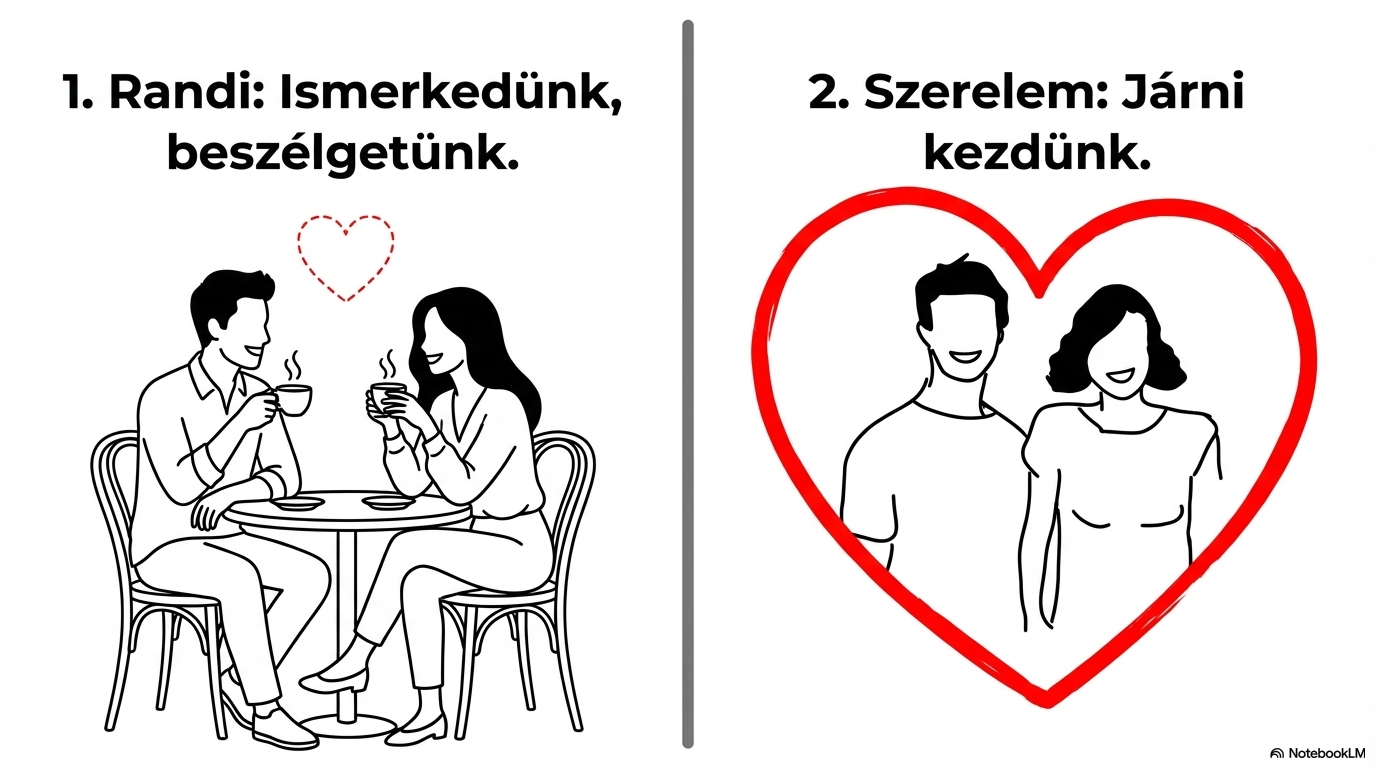 1. Randi: Ismerkedünk,
beszélgetünk.
2. Szerelem: Járni
kezdünk.
NotebookLM